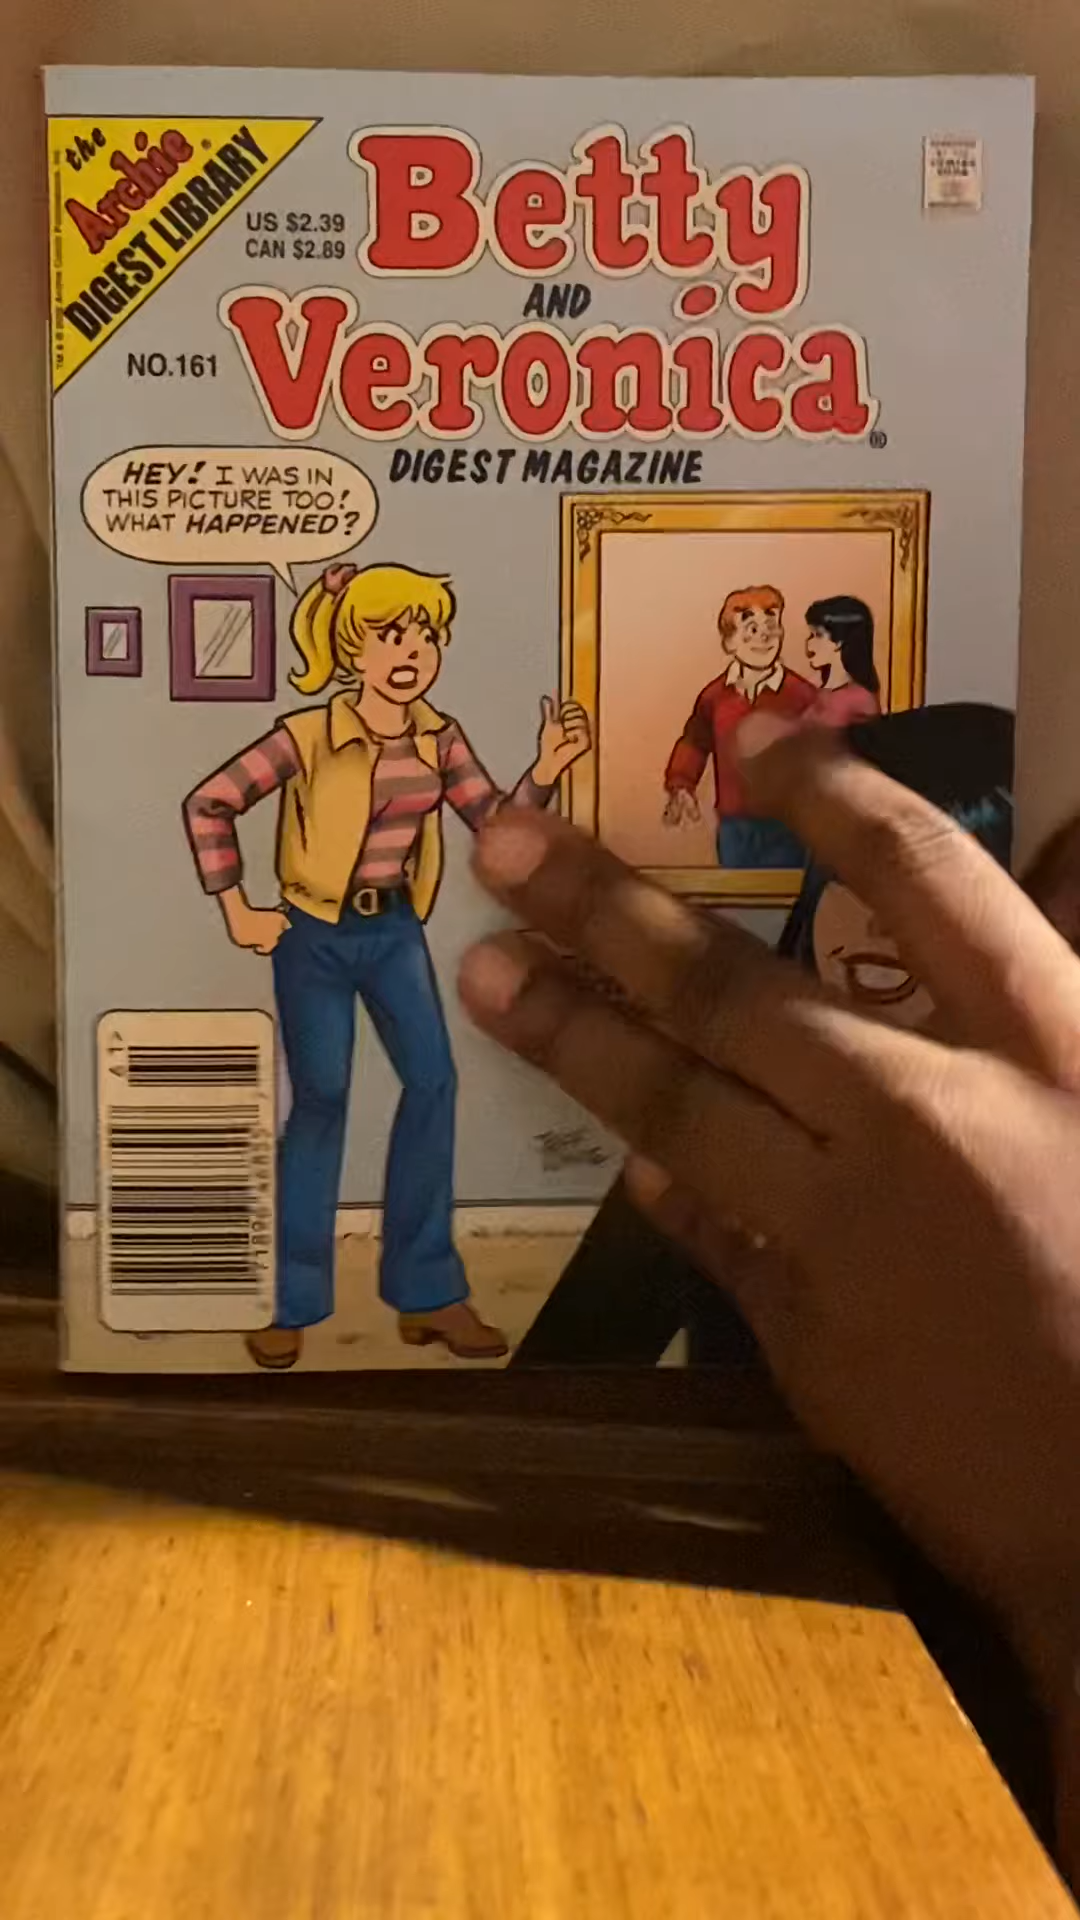 the
Archie
DIGEST LIBRARY
US $2.39
CAN $2.89
NO.161
Betty
AND
Veronica
DIGEST MAGAZINE
HEY! I WAS IN
THIS PICTURE TOO!
WHAT HAPPENED?